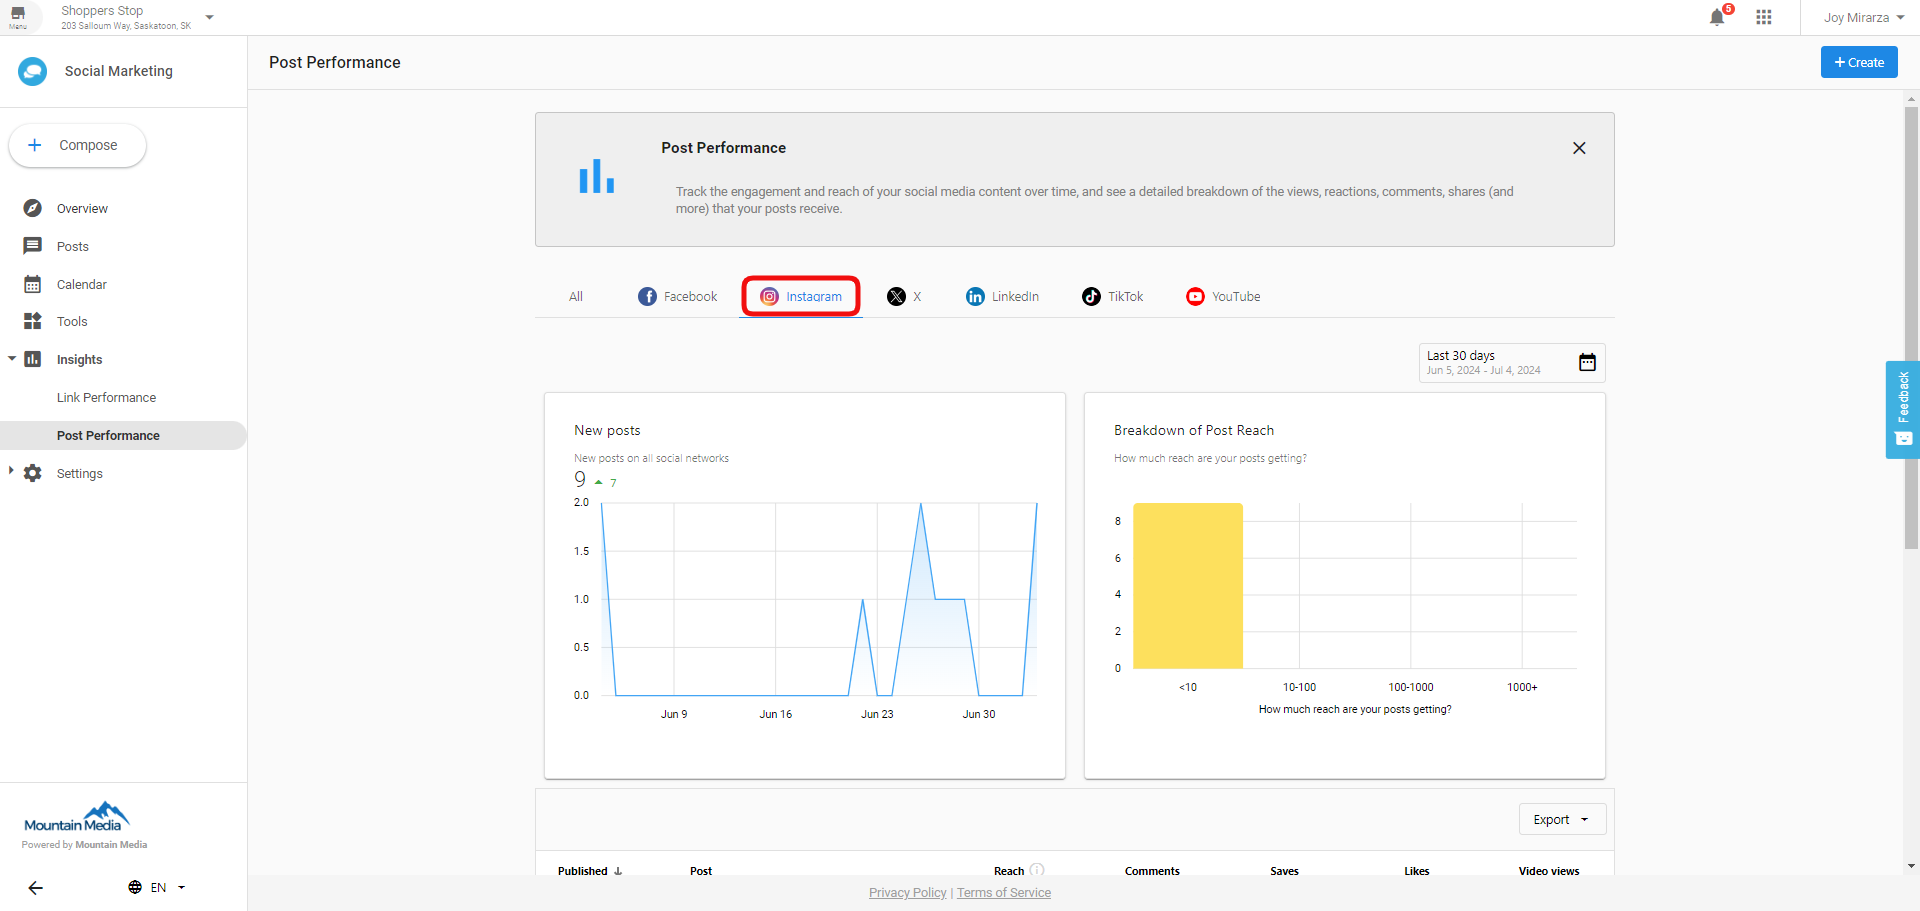 Menu
Shoppers Stop
203 Salloum Way, Saskatoon, SK
5
Joy Mirarza
Social Marketing
Post Performance
+ Create
Compose
Overview
Posts
Calendar
Tools
Insights
Link Performance
Post Performance
Settings
Post Performance
Track the engagement and reach of your social media content over time, and see a detailed breakdown of the views, reactions, comments, shares (and
more) that your posts receive.
All
Facebook
Instagram
X
LinkedIn
TikTok
YouTube
Last 30 days
Jun 5, 2024 - Jul 4, 2024
Feedback
New posts
New posts on all social networks
9 7
2.0
1.5
1.0
0.5
0.0
Jun 9 Jun 16 Jun 23 Jun 30
Breakdown of Post Reach
How much reach are your posts getting?
8
6
4
2
0
<10 10-100 100-1000 1000+
How much reach are your posts getting?
Export
Published Post Reach Comments Saves Likes Video views
Mountain Media
Powered by Mountain Media
EN
Privacy Policy | Terms of Service